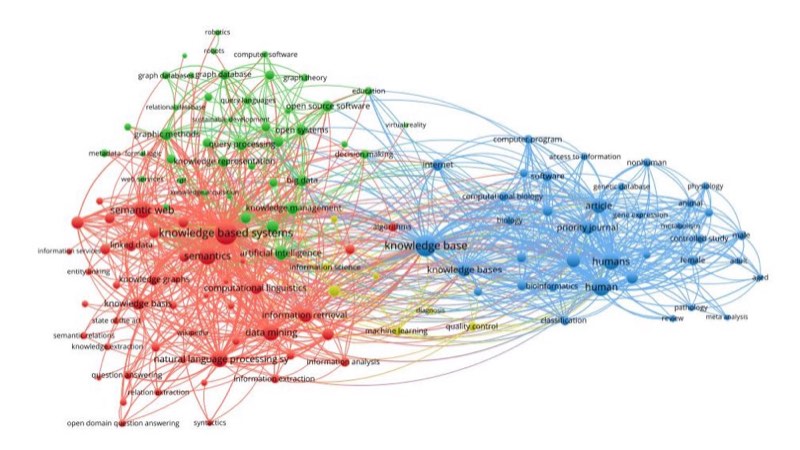 robotics
robots
computer software
graph databases
graph database
graph theory
education
query languages
relational database
open source software
sustainable development
virtual reality
open systems
graphic methods
query processing
computer program
decision making
metadata
formal logic
access to information
knowledge representation
internet
nonhuman
web services
big data
software
genetic database
physiology
knowledge acquisition
computational biology
animal
semantic web
knowledge management
article
gene expression
biology
algorithms
priority journal
metabolism
knowledge based systems
male
controlled study
linked data
knowledge base
information services
semantics
artificial intelligence
humans
female
adult
information science
knowledge bases
entity linking
knowledge graphs
aged
computational linguistics
bioinformatics
human
knowledge basis
diagnosis
pathology
information retrieval
state of the art
classification
review
meta analysis
quality control
semantic relations
wikipedia
data mining
machine learning
knowledge extraction
natural language processing sy
information analysis
question answering
information extraction
relation extraction
open domain question answering
syntactics